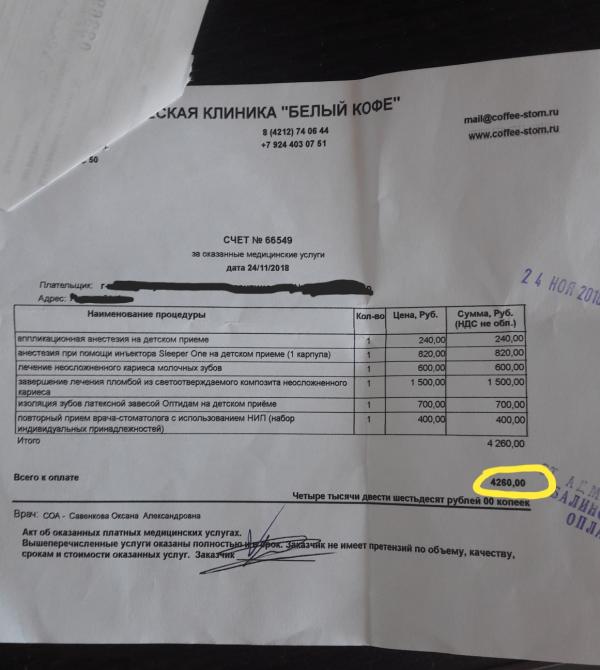 ЕСКАЯ КЛИНИКА "БЕЛЫЙ КОФЕ"
8 (4212) 74 06 44
+7 924 403 07 51
mail@coffee-stom.ru
www.coffee-stom.ru
50
СЧЕТ № 66549
за оказанные медицинские услуги
дата 24/11/2018
24 НОЯ 2018
Плательщик: г-
Адрес:
Наименование процедуры Кол-во Цена, Руб. Сумма, Руб. (НДС не обл.)
аппликационная анестезия на детском приеме 1 240,00 240,00
анестезия при помощи инъектора Sleeper One на детском приеме (1 карпула) 1 820,00 820,00
лечение неосложненного кариеса молочных зубов 1 600,00 600,00
завершение лечения пломбой из светоотверждаемого композита неосложненного 1 1 500,00 1 500,00
кариеса
изоляция зубов латексной завесой Оптидам на детском приёме 1 700,00 700,00
повторный прием врача-стоматолога с использованием НИП (набор 1 400,00 400,00
индивидуальных принадлежностей)
Итого 4 260,00
Всего к оплате 4260,00
Четыре тысячи двести шестьдесят рублей 00 копеек
Врач: СОА - Савенкова Оксана Александровна
Акт об оказанных платных медицинских услугах.
Вышеперечисленные услуги оказаны полностью и в срок. Заказчик не имеет претензий по объему, качеству,
срокам и стоимости оказанных услуг. Заказчик